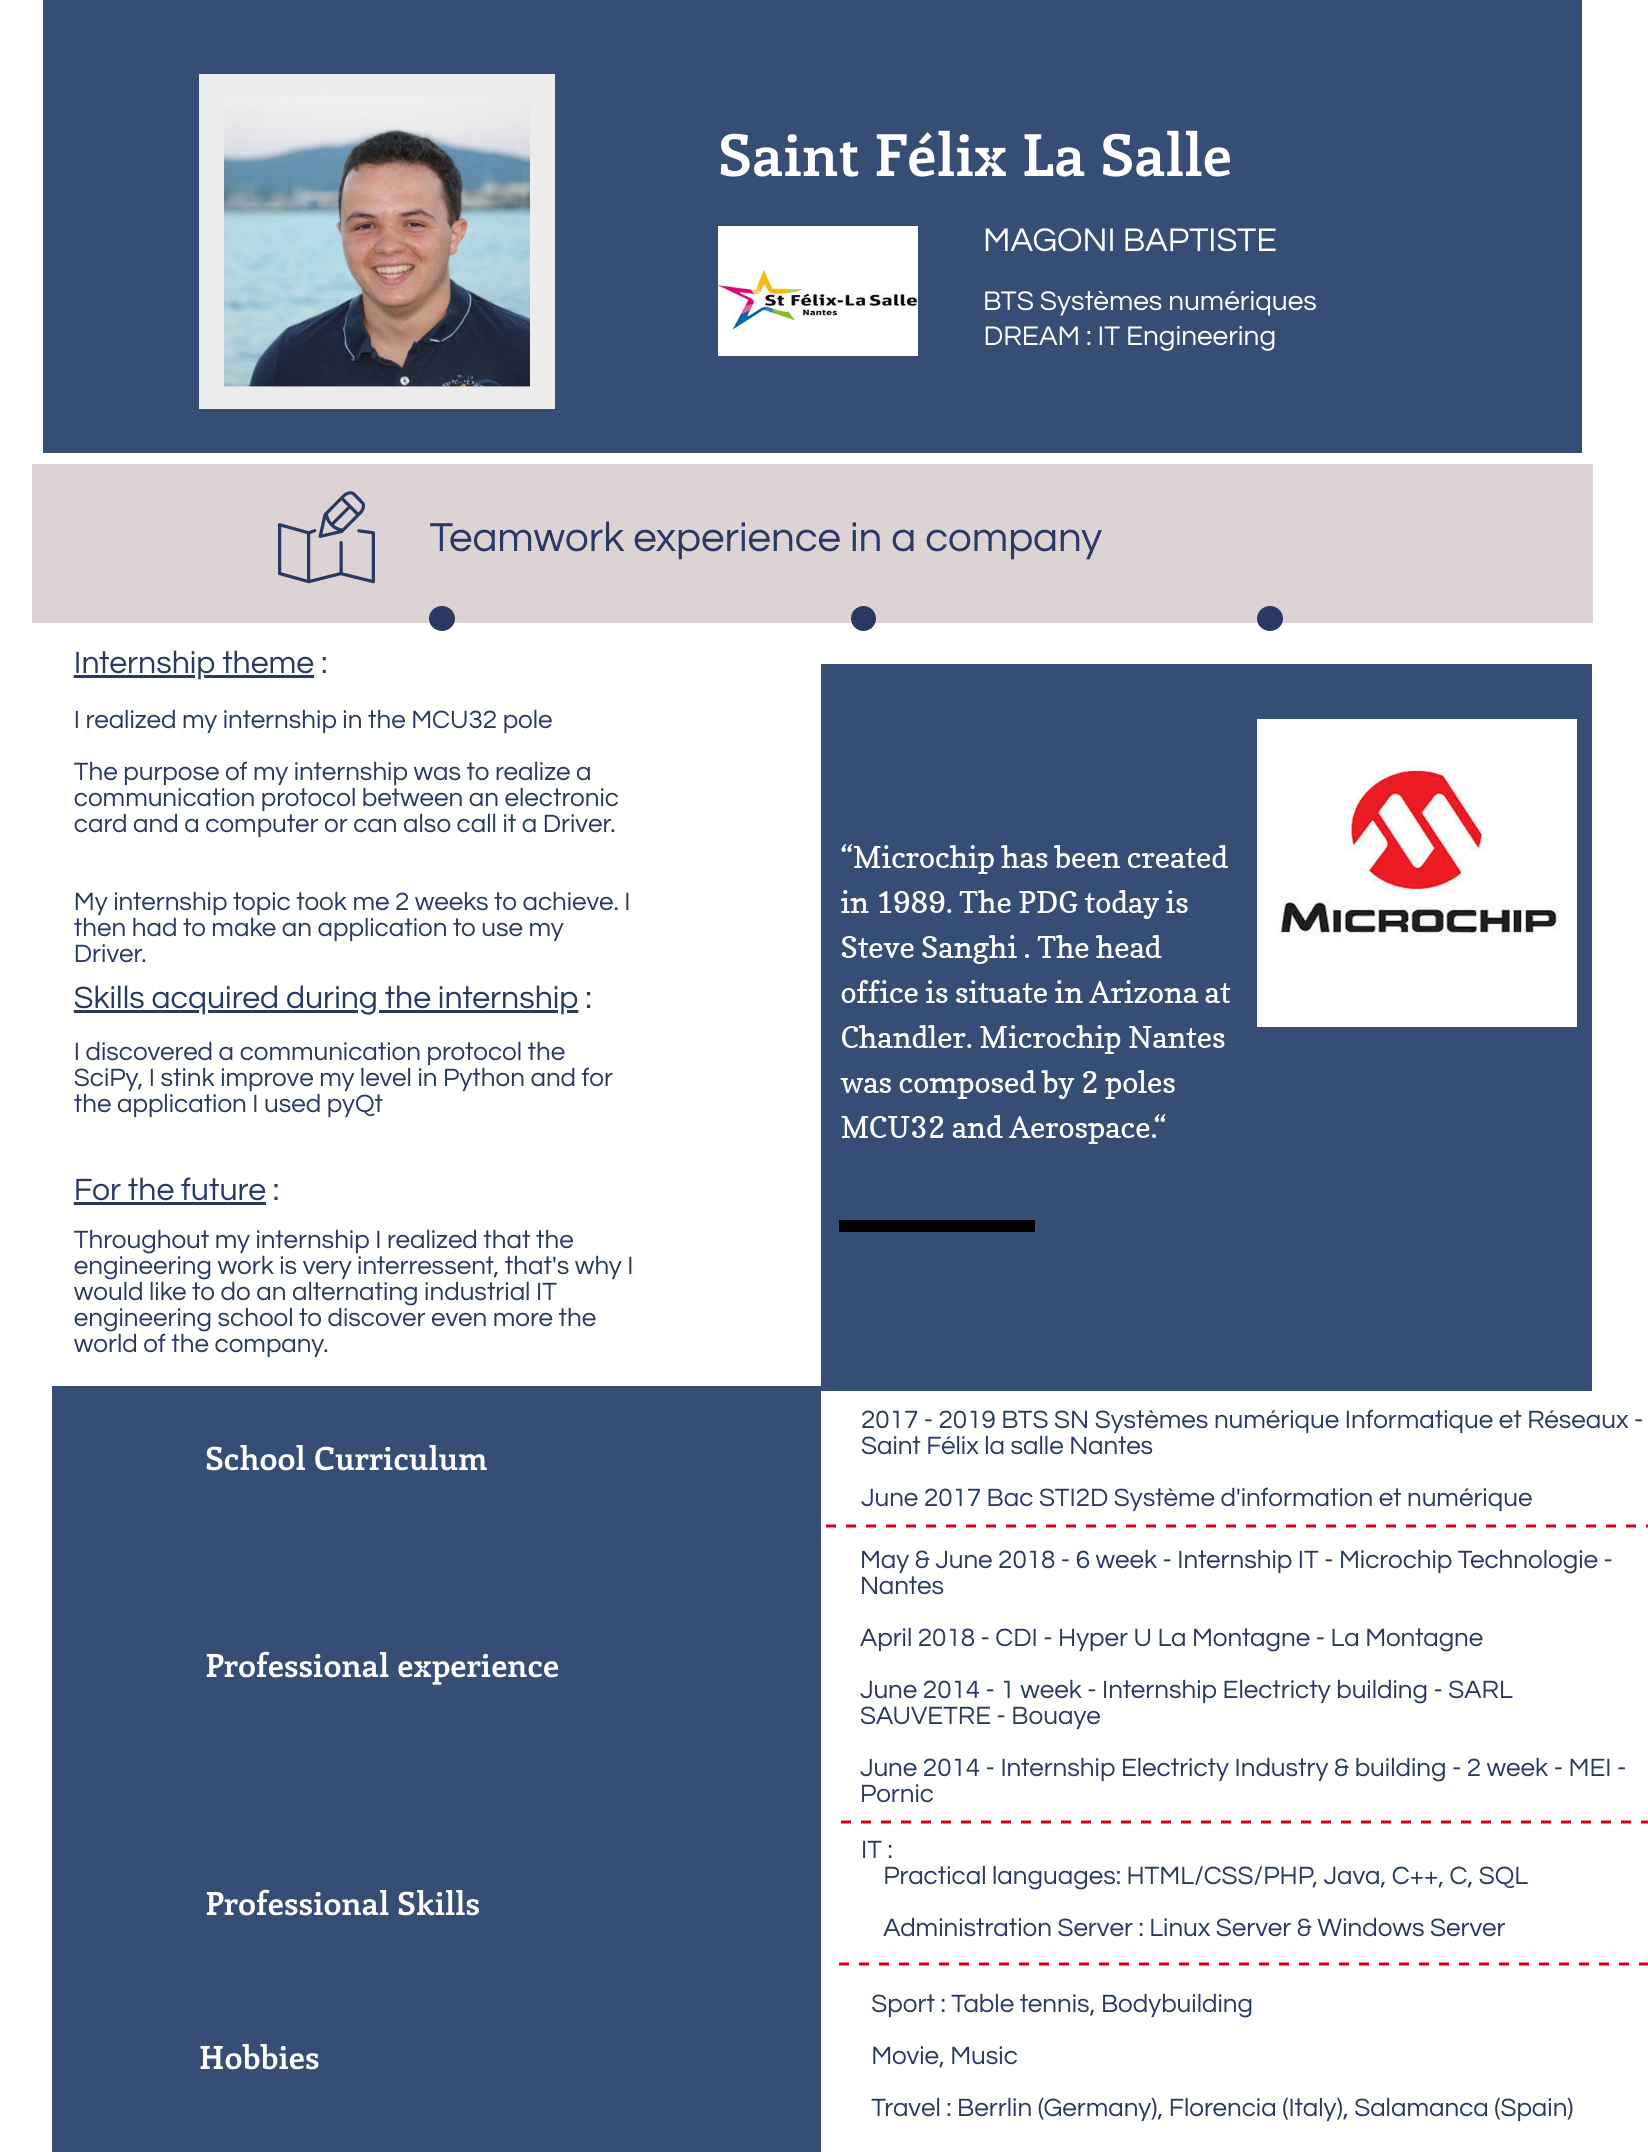 Saint Félix La Salle
St Félix-La Salle
Nantes
MAGONI BAPTISTE
BTS Systèmes numériques
DREAM : IT Engineering
Teamwork experience in a company
Internship theme :
I realized my internship in the MCU32 pole
The purpose of my internship was to realize a
communication protocol between an electronic
card and a computer or can also call it a Driver.
My internship topic took me 2 weeks to achieve. I
then had to make an application to use my
Driver.
Skills acquired during the internship :
I discovered a communication protocol the
SciPy, I stink improve my level in Python and for
the application I used pyQt
For the future :
Throughout my internship I realized that the
engineering work is very interressent, that's why I
would like to do an alternating industrial IT
engineering school to discover even more the
world of the company.
“Microchip has been created
in 1989. The PDG today is
Steve Sanghi . The head
office is situate in Arizona at
Chandler. Microchip Nantes
was composed by 2 poles
MCU32 and Aerospace.“
MICROCHIP
School Curriculum
2017 - 2019 BTS SN Systèmes numérique Informatique et Réseaux -
Saint Félix la salle Nantes
June 2017 Bac STI2D Système d'information et numérique
Professional experience
May & June 2018 - 6 week - Internship IT - Microchip Technologie -
Nantes
April 2018 - CDI - Hyper U La Montagne - La Montagne
June 2014 - 1 week - Internship Electricty building - SARL
SAUVETRE - Bouaye
June 2014 - Internship Electricty Industry & building - 2 week - MEI -
Pornic
Professional Skills
IT :
Practical languages: HTML/CSS/PHP, Java, C++, C, SQL
Administration Server : Linux Server & Windows Server
Hobbies
Sport : Table tennis, Bodybuilding
Movie, Music
Travel : Berrlin (Germany), Florencia (Italy), Salamanca (Spain)